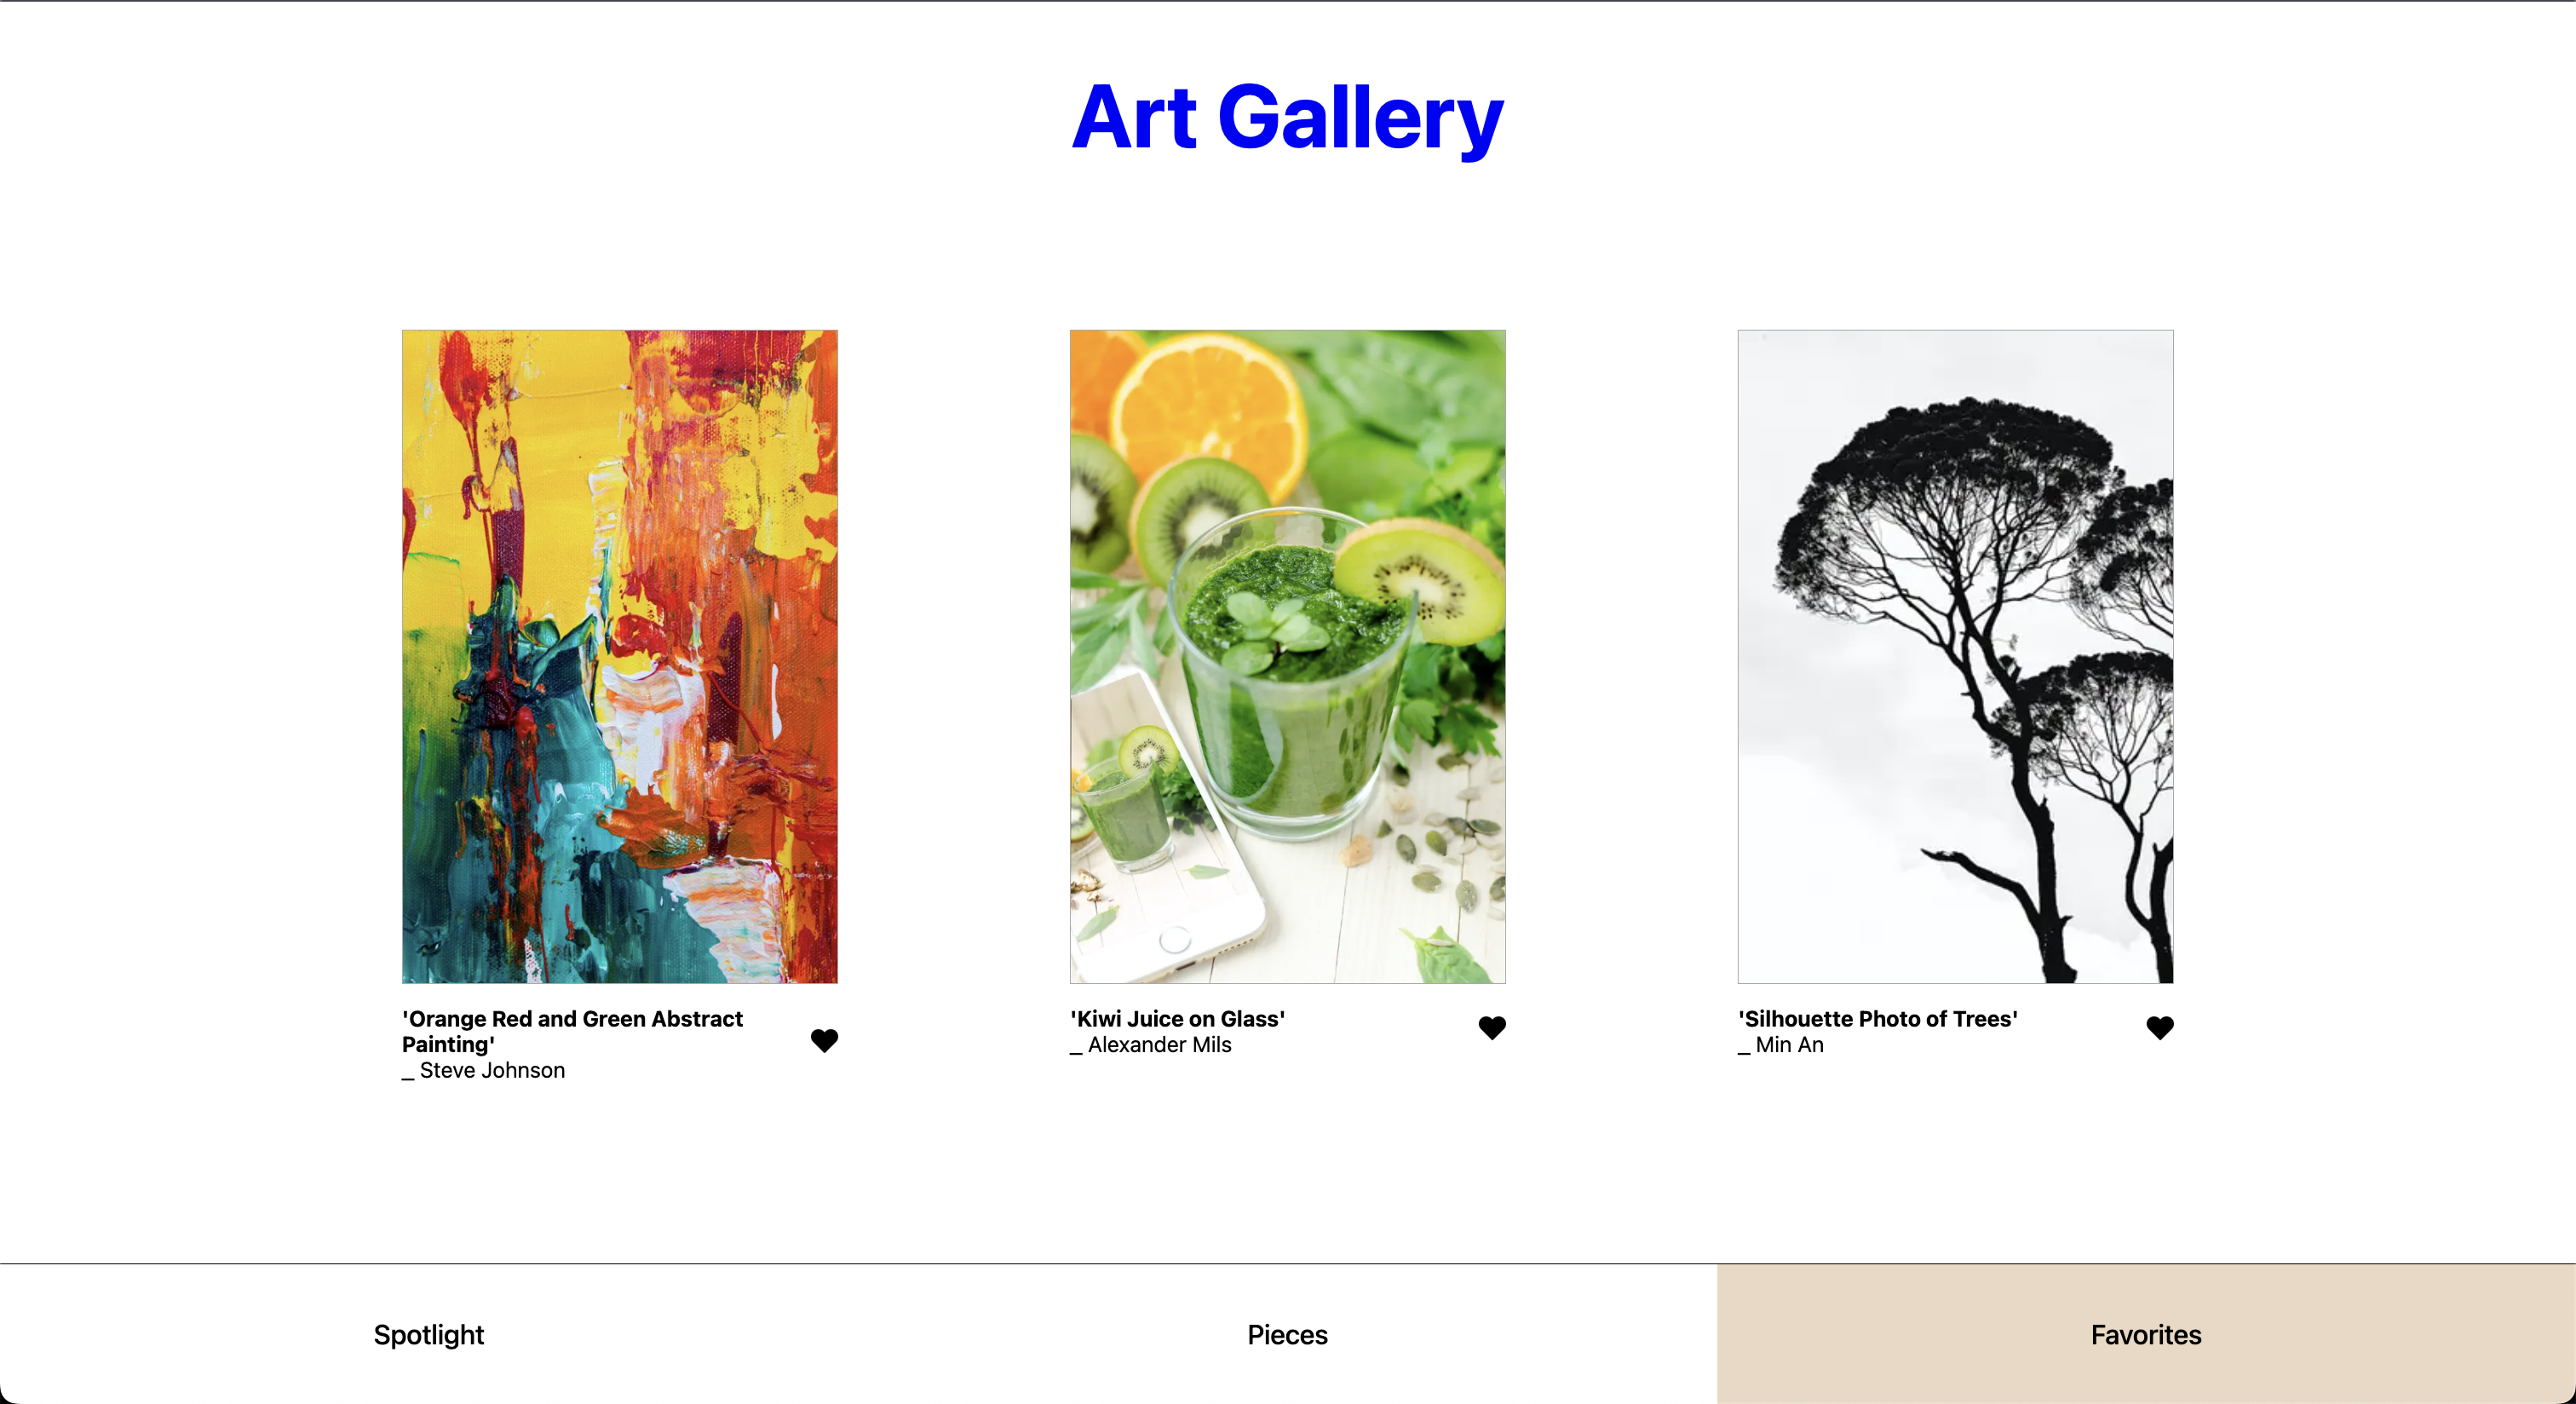 Art Gallery
'Orange Red and Green Abstract
Painting'
_ Steve Johnson
'Kiwi Juice on Glass'
_ Alexander Mils
'Silhouette Photo of Trees'
_ Min An
Spotlight
Pieces
Favorites